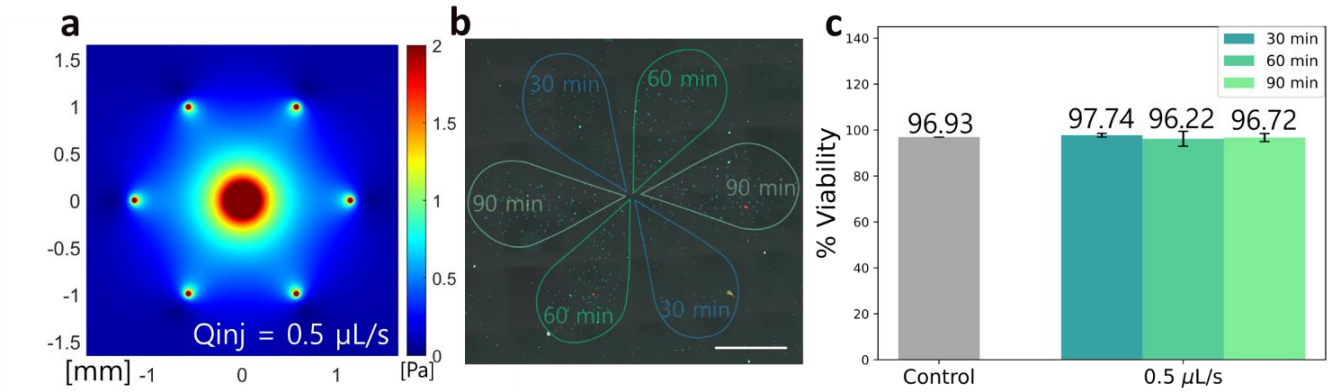 a
1.5
1
0.5
0
-0.5
-1
-1.5
[mm]
-1
0
1
Qinj = 0.5 µL/s
2
1.5
1
0.5
0
[Pa]
b
30 min
60 min
90 min
90 min
60 min
30 min
c
140
120
100
80
60
40
20
0
% Viability
30 min
60 min
90 min
96.93
97.74
96.22
96.72
Control
0.5 µL/s